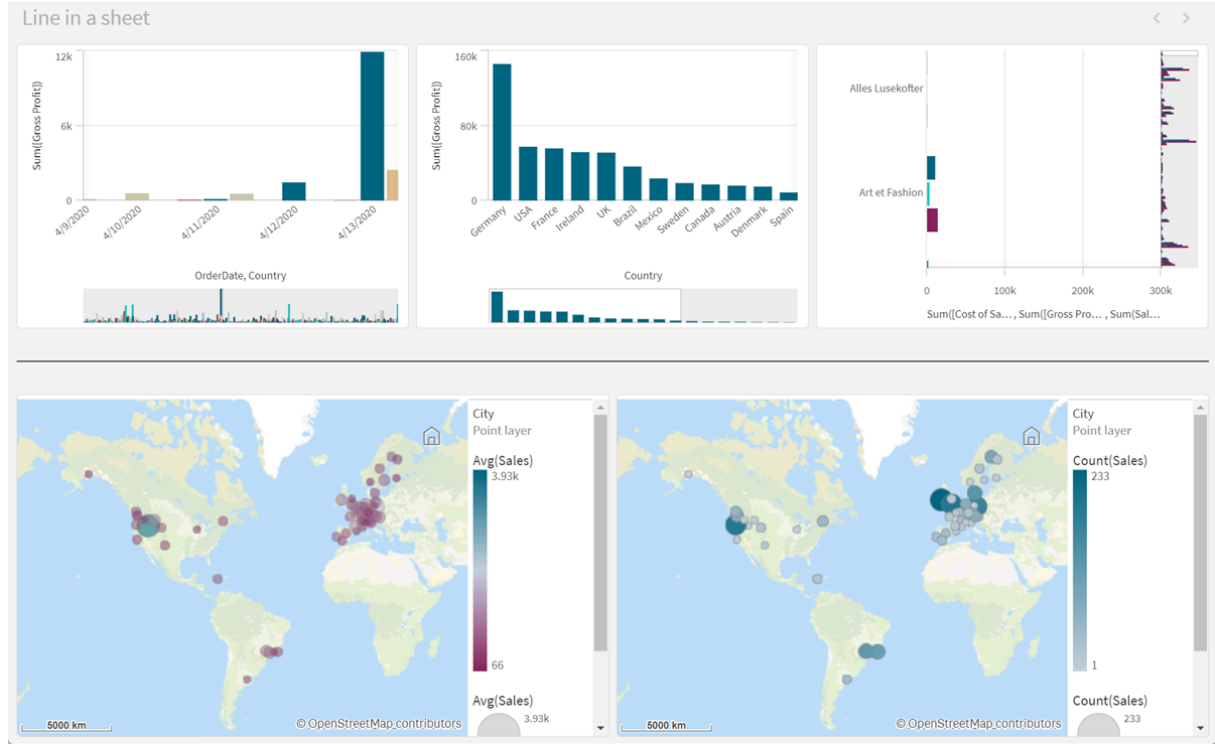 Line in a sheet
12k
6k
0
Sum([Gross Profit])
4/9/2020
4/10/2020
4/11/2020
4/12/2020
4/13/2020
OrderDate, Country
160k
80k
0
Sum([Gross Profit])
Germany
USA
France
Ireland
UK
Brazil
Mexico
Sweden
Canada
Austria
Denmark
Spain
Country
Alles Lusekofter
Art et Fashion
0
100k
200k
300k
Sum([Cost of Sa..., Sum([Gross Pro... , Sum(Sal...
City
Point layer
Avg(Sales)
3.93k
66
Avg(Sales)
3.93k
5000 km
© OpenStreetMap contributors
City
Point layer
Count(Sales)
233
1
Count(Sales)
233
5000 km
© OpenStreetMap contributors